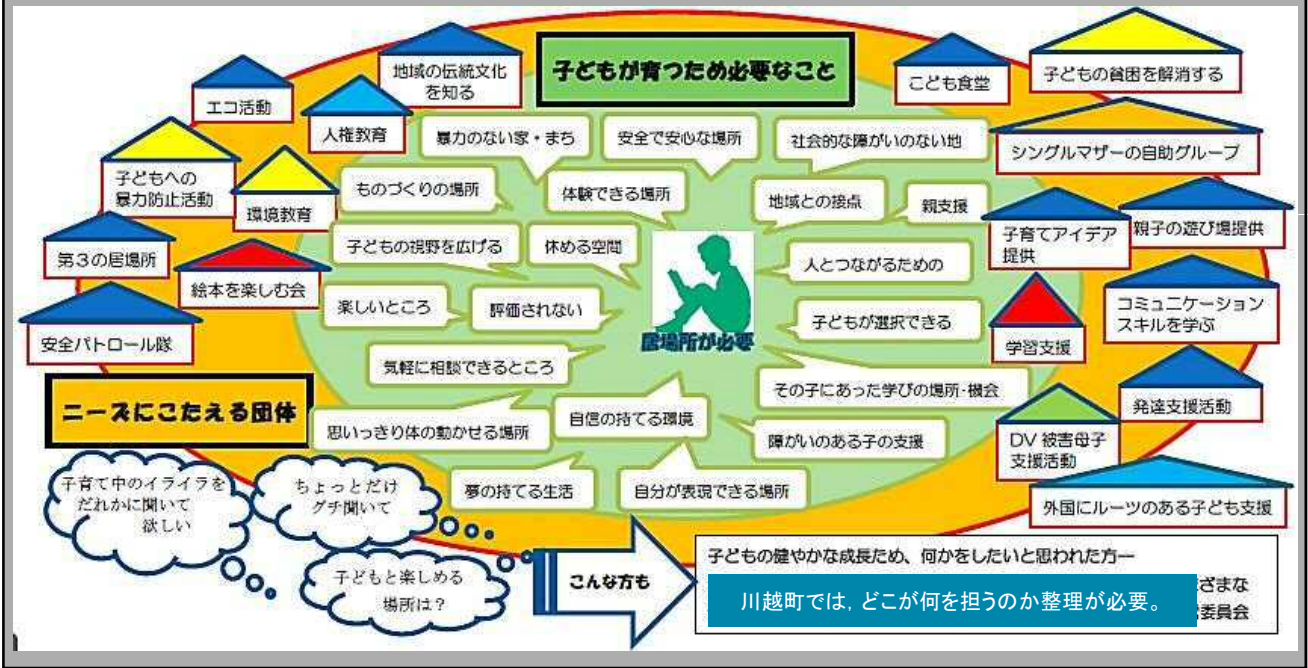 子どもが育つため必要なこと
地域の伝統文化
を知る
エコ活動
人権教育
こども食堂
子どもの貧困を解消する
暴力のない家・まち
安全で安心な場所
社会的な障がいのない地
シングルマザーの自助グループ
子どもへの
暴力防止活動
環境教育
ものづくりの場所
体験できる場所
地域との接点
親支援
子育てアイデア
提供
親子の遊び場提供
第3の居場所
絵本を楽しむ会
子どもの視野を広げる
休める空間
人とつながるための
安全パトロール隊
楽しいところ
評価されない
居場所が必要
子どもが選択できる
学習支援
コミュニケーション
スキルを学ぶ
気軽に相談できるところ
その子にあった学びの場所・機会
発達支援活動
ニーズにこたえる団体
思いっきり体の動かせる場所
自信の持てる環境
障がいのある子の支援
DV 被害母子
支援活動
夢の持てる生活
自分が表現できる場所
外国にルーツのある子ども支援
子育て中のイライラを
だれかに聞いて
欲しい
ちょっとだけ
グチ聞いて
子どもと楽しめる
場所は？
こんな方も
子どもの健やかな成長ため、何かをしたいと思われた方ー
ざまな
川越町では，どこが何を担うのか整理が必要。
委員会